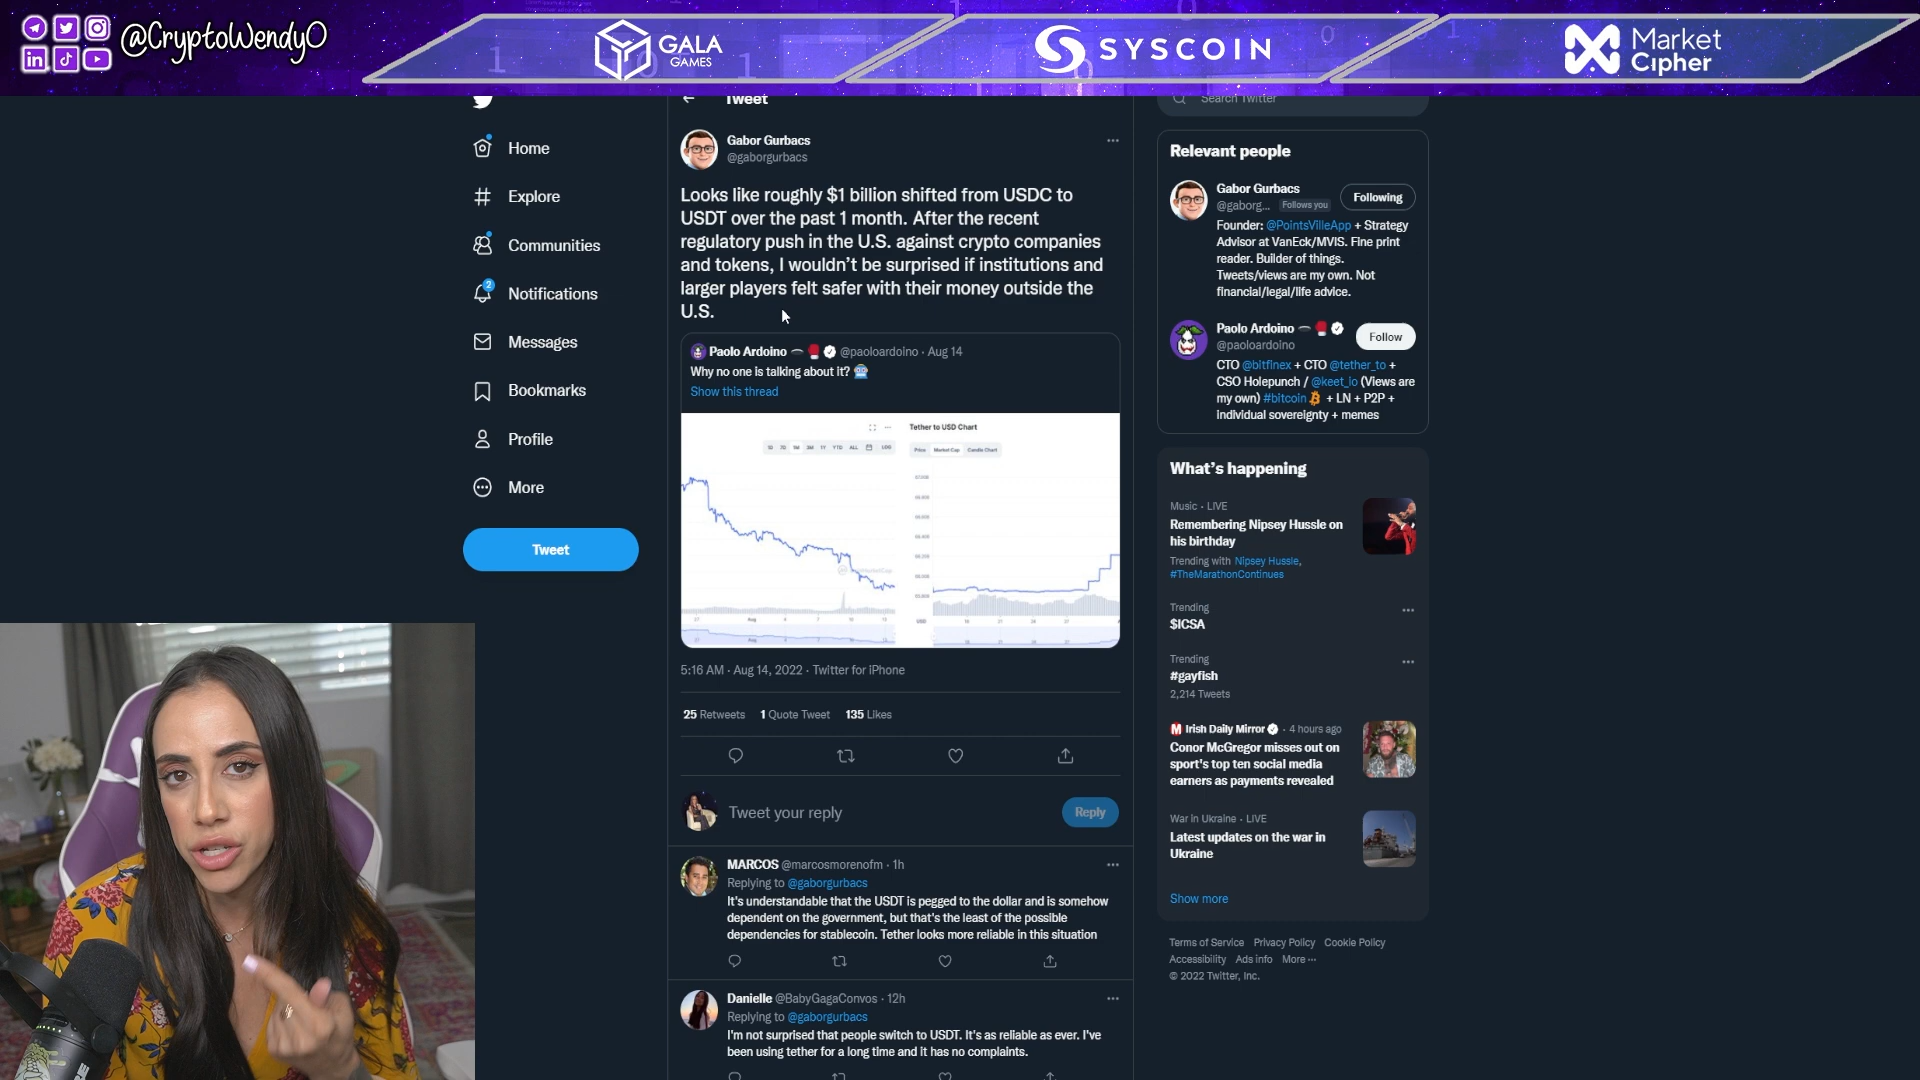 @CryptoWendyO
GALA
GAMES
SYSCOIN
Market
Cipher
Tweet
Search Twitter
Home
Explore
Communities
2
Notifications
Messages
Bookmarks
Profile
More
Tweet
Gabor Gurbacs
@gaborgurbacs
Looks like roughly $1 billion shifted from USDC to
USDT over the past 1 month. After the recent
regulatory push in the U.S. against crypto companies
and tokens, I wouldn't be surprised if institutions and
larger players felt safer with their money outside the
U.S.
Paolo Ardoino @paoloardoino · Aug 14
Why no one is talking about it?
Show this thread
1D 7D 1M 3M 1Y YTD ALL LOG
Tether to USD Chart
Price Market Cap Candle Chart
5:16 AM · Aug 14, 2022 · Twitter for iPhone
25 Retweets 1 Quote Tweet 135 Likes
Tweet your reply
Reply
MARCOS @marcosmorenofm · 1h
Replying to @gaborgurbacs
It's understandable that the USDT is pegged to the dollar and is somehow
dependent on the government, but that's the least of the possible
dependencies for stablecoin. Tether looks more reliable in this situation
Danielle @BabyGagaConvos · 12h
Replying to @gaborgurbacs
I'm not surprised that people switch to USDT. It's as reliable as ever. I've
been using tether for a long time and it has no complaints.
Relevant people
Gabor Gurbacs
@gaborg... Follows you
Following
Founder: @PointsVilleApp + Strategy
Advisor at VanEck/MVIS. Fine print
reader. Builder of things.
Tweets/views are my own. Not
financial/legal/life advice.
Paolo Ardoino
@paoloardoino
Follow
CTO @bitfinex + CTO @tether_to +
CSO Holepunch / @keet_io (Views are
my own) #bitcoin + LN + P2P +
individual sovereignty + memes
What's happening
Music · LIVE
Remembering Nipsey Hussle on
his birthday
Trending with Nipsey Hussle,
#TheMarathonContinues
Trending
$ICSA
Trending
#gayfish
2,214 Tweets
Irish Daily Mirror · 4 hours ago
Conor McGregor misses out on
sport's top ten social media
earners as payments revealed
War in Ukraine · LIVE
Latest updates on the war in
Ukraine
Show more
Terms of Service Privacy Policy Cookie Policy
Accessibility Ads info More ···
© 2022 Twitter, Inc.